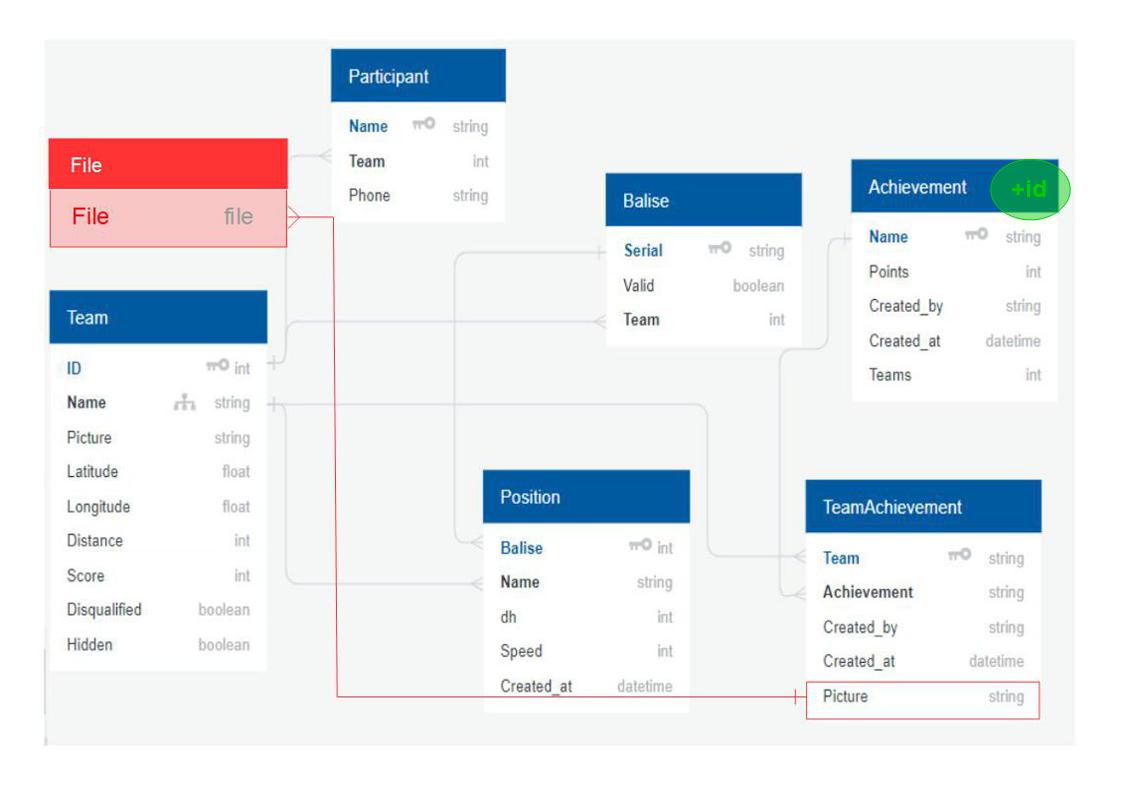 Participant
Name string
Team int
Phone string
File
File file
Team
ID int
Name string
Picture string
Latitude float
Longitude float
Distance int
Score int
Disqualified boolean
Hidden boolean
Balise
Serial string
Valid boolean
Team int
Position
Balise int
Name string
dh int
Speed int
Created_at datetime
Achievement +id
Name string
Points int
Created_by string
Created_at datetime
Teams int
TeamAchievement
Team string
Achievement string
Created_by string
Created_at datetime
Picture string